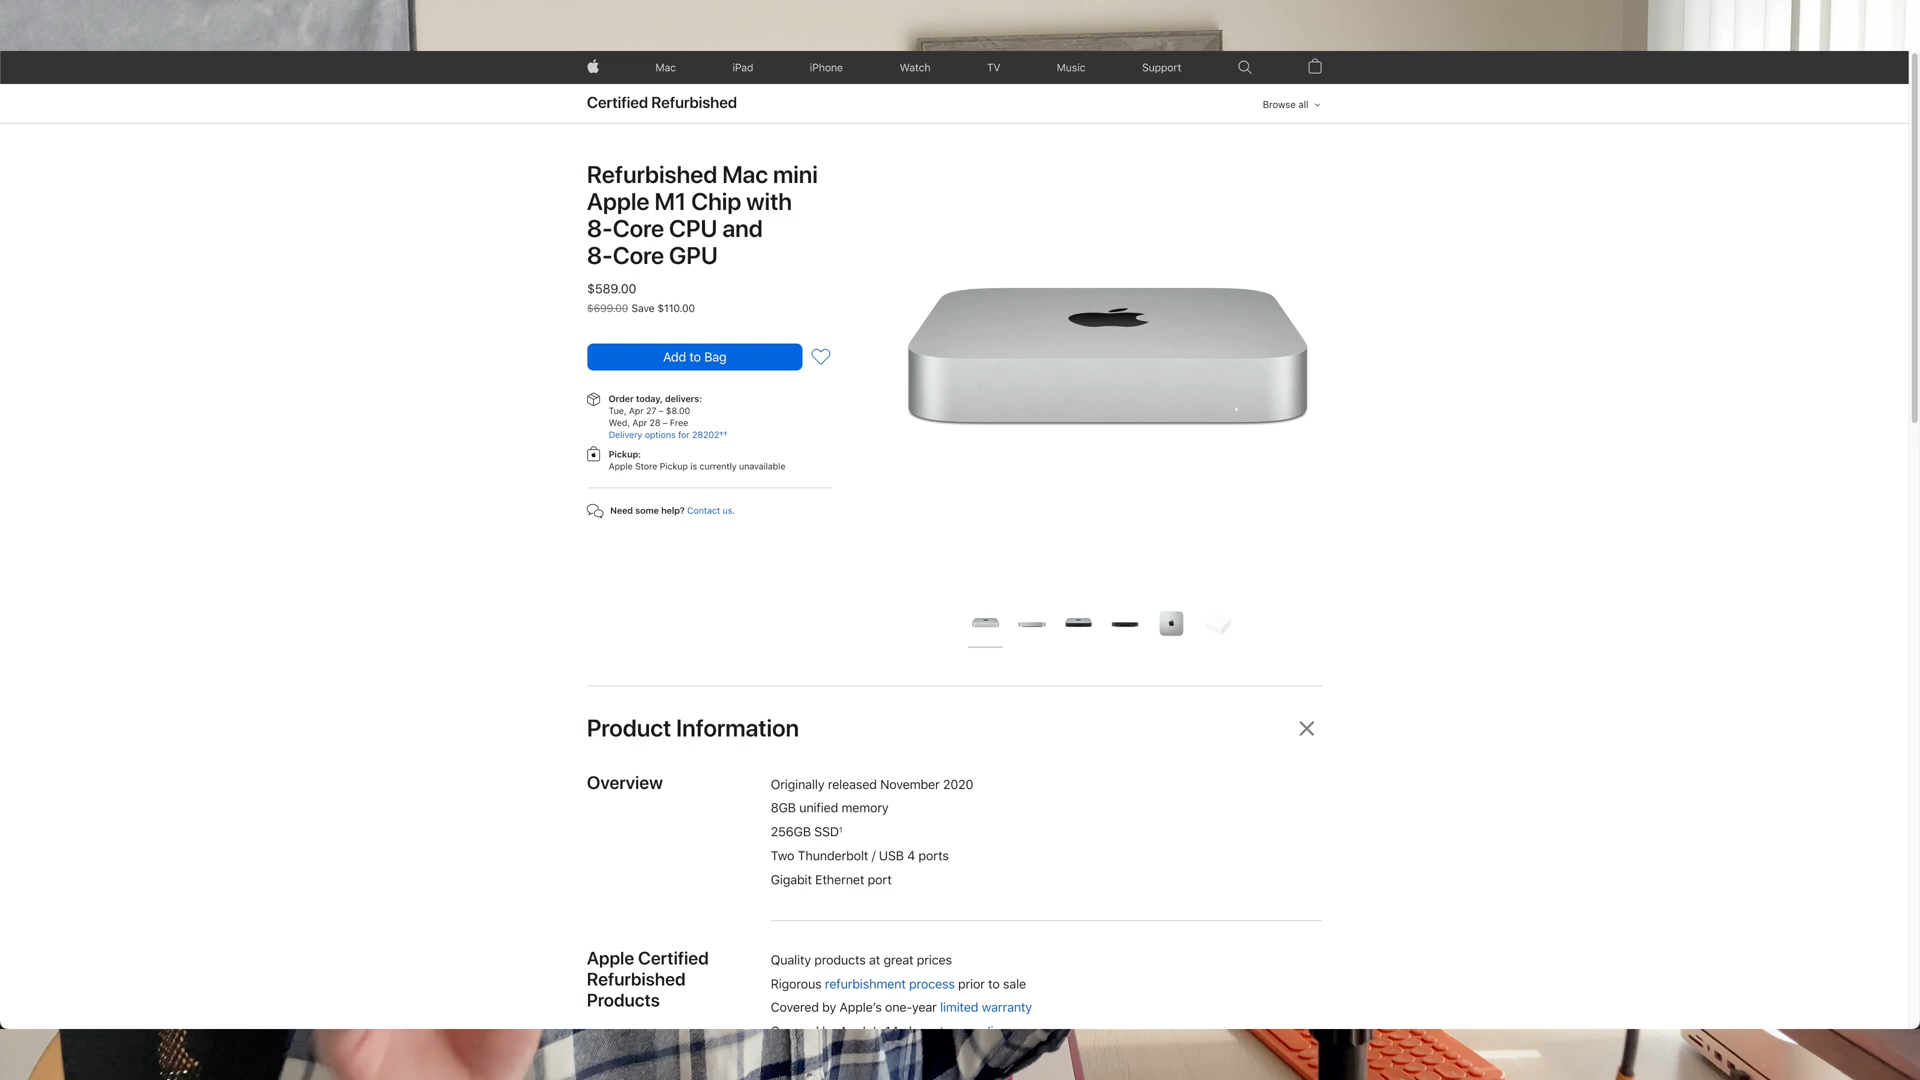 Mac iPad iPhone Watch TV Music Support
Certified Refurbished
Browse all
Refurbished Mac mini
Apple M1 Chip with
8-Core CPU and
8-Core GPU
$589.00
$699.00 Save $110.00
Add to Bag
Order today, delivers:
Tue, Apr 27 – $8.00
Wed, Apr 28 – Free
Delivery options for 28202††
Pickup:
Apple Store Pickup is currently unavailable
Need some help? Contact us.
Product Information
Overview
Originally released November 2020
8GB unified memory
256GB SSD¹
Two Thunderbolt / USB 4 ports
Gigabit Ethernet port
Apple Certified
Refurbished
Products
Quality products at great prices
Rigorous refurbishment process prior to sale
Covered by Apple’s one-year limited warranty